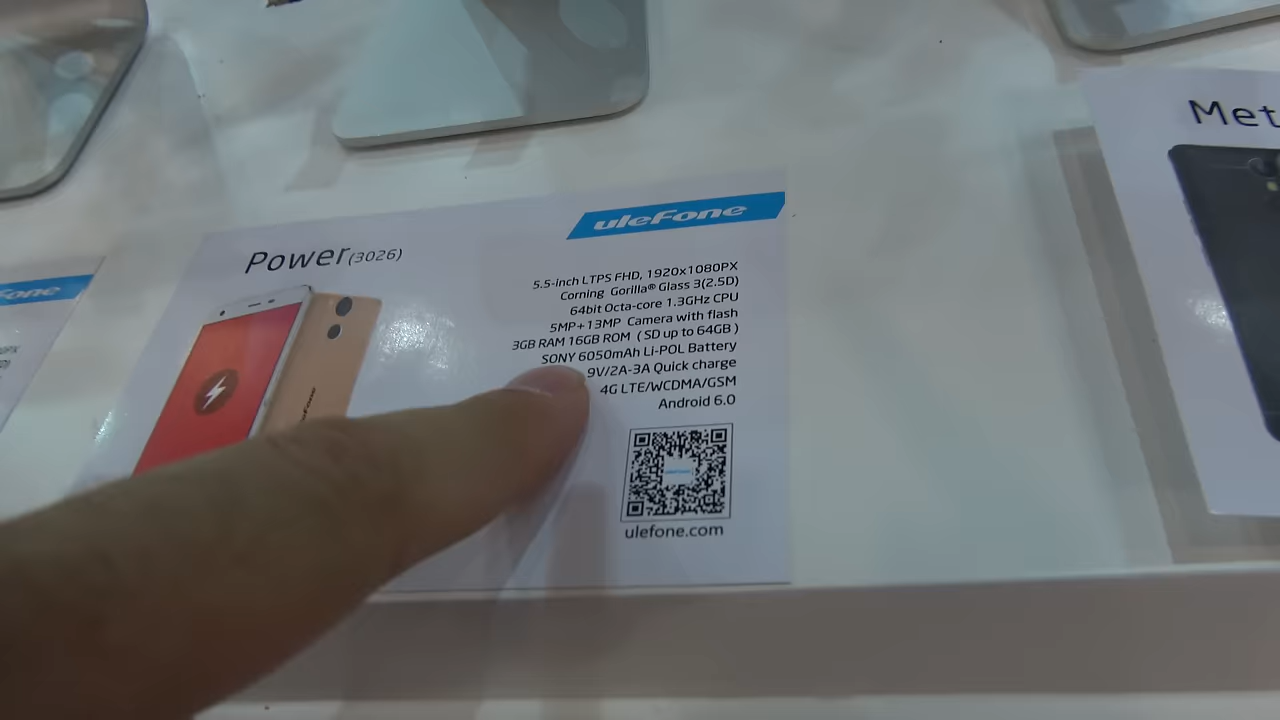 uleFone
Power(3026)
5.5-inch LTPS FHD, 1920x1080PX
Corning Gorilla® Glass 3(2.5D)
64bit Octa-core 1.3GHz CPU
5MP+13MP Camera with flash
3GB RAM 16GB ROM ( SD up to 64GB )
SONY 6050mAh Li-POL Battery
9V/2A-3A Quick charge
4G LTE/WCDMA/GSM
Android 6.0
ulefone.com
Met
Fone